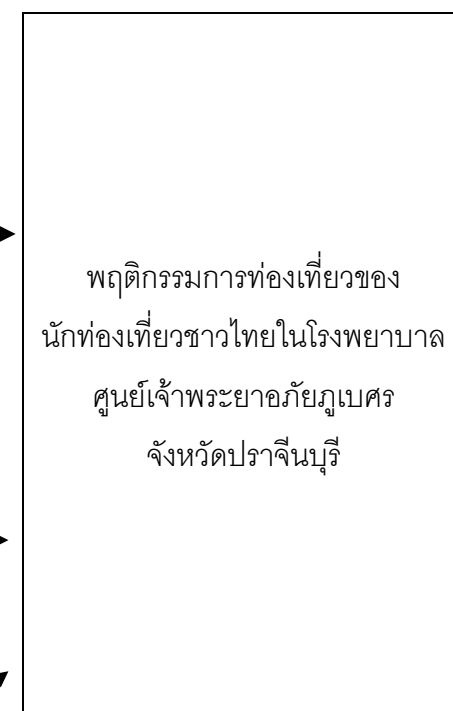 พฤติกรรมการท่องเที่ยวของ
นักท่องเที่ยวชาวไทยในโรงพยาบาล
ศูนย์เจ้าพระยาอภัยภูเบศร
จังหวัดปราจีนบุรี